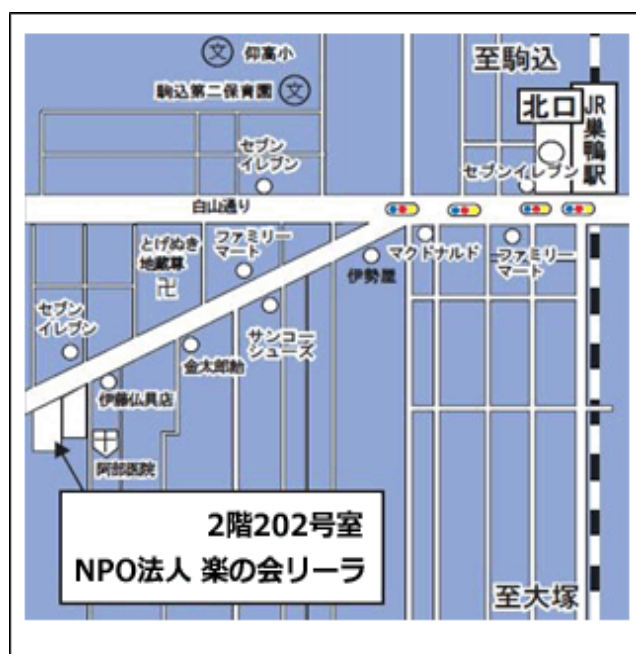 仰高小
文
至駒込
駒込第二保育園
文
北口
JR巣鴨駅
セブン
イレブン
セブンイレブン
白山通り
とげぬき
地蔵尊
卍
ファミリー
マート
伊勢屋
マクドナルド
ファミリー
マート
セブン
イレブン
サンコー
シューズ
金太郎飴
伊藤仏具店
阿部医院
2階202号室
NPO法人 楽の会リーラ
至大塚